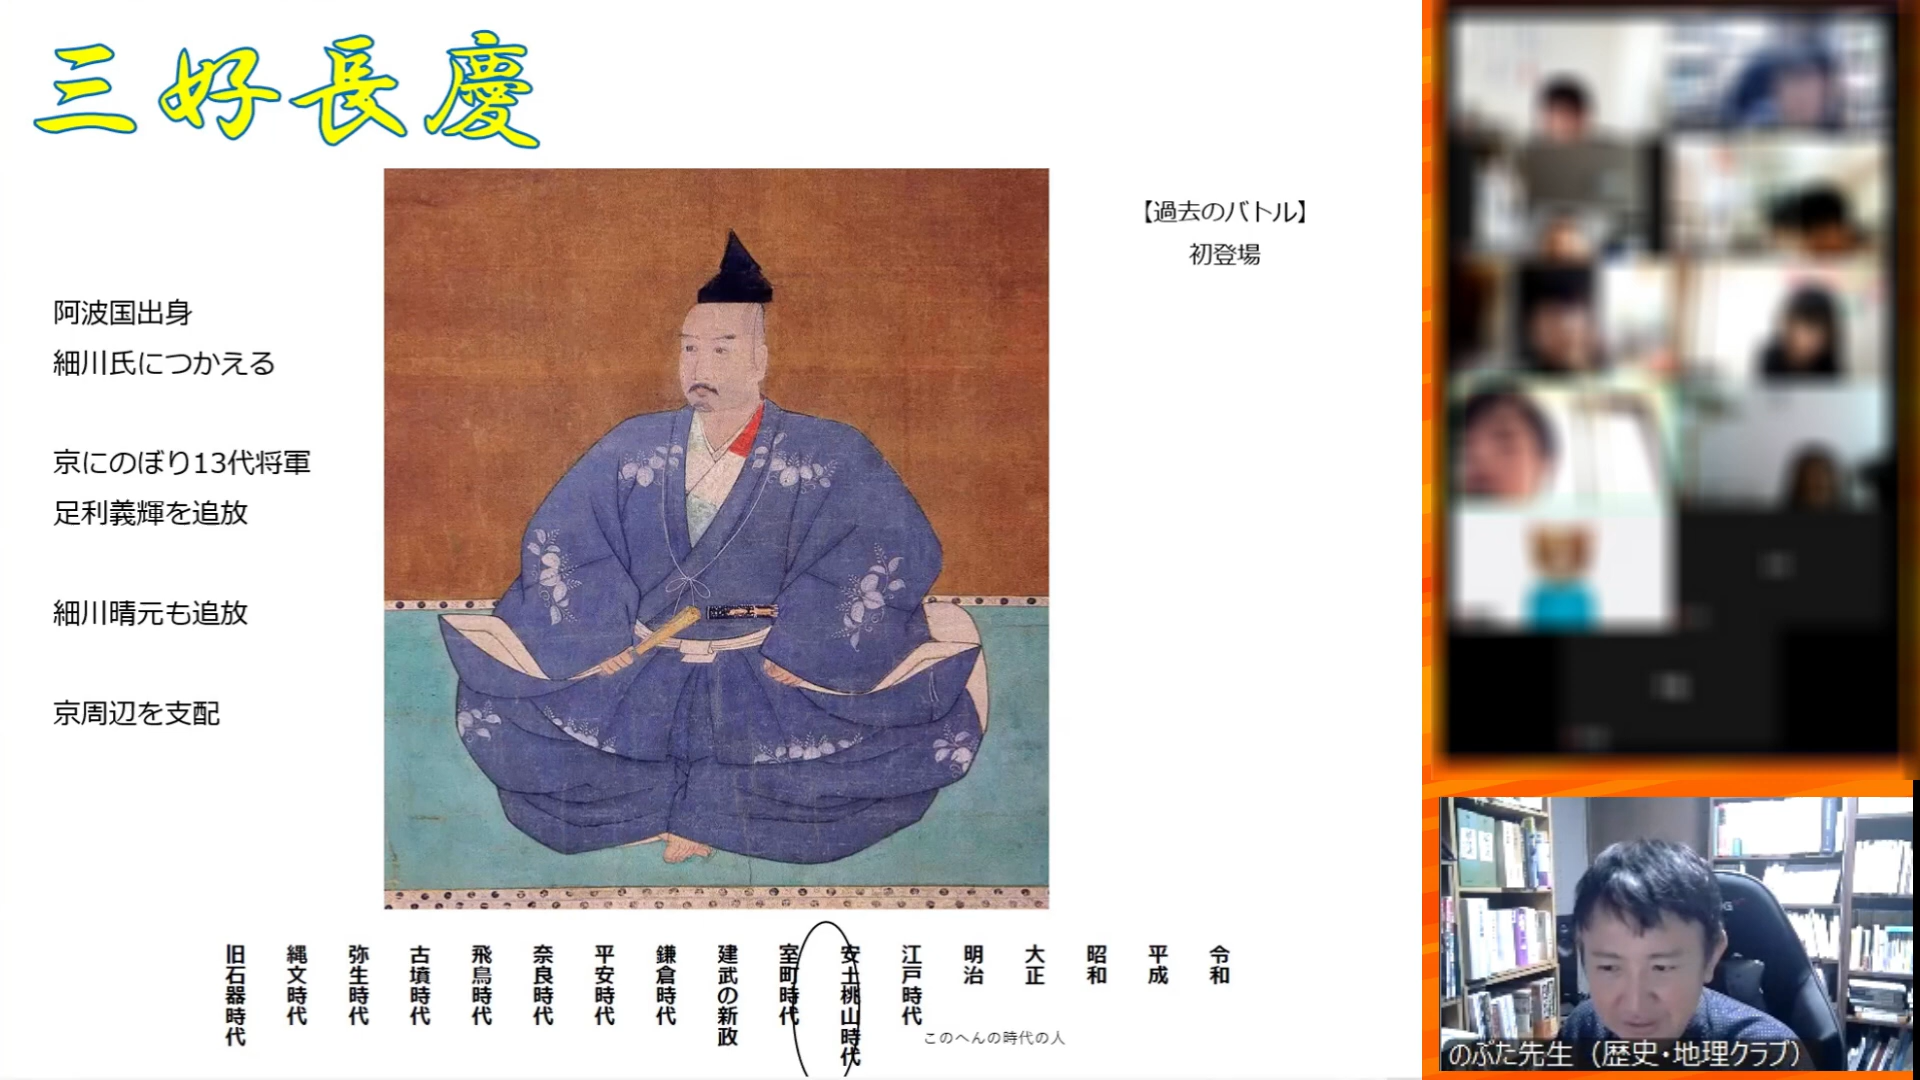 三好長慶
【過去のバトル】
初登場
阿波国出身
細川氏につかえる
京にのぼり13代将軍
足利義輝を追放
細川晴元も追放
京周辺を支配
旧石器時代
縄文時代
弥生時代
古墳時代
飛鳥時代
奈良時代
平安時代
鎌倉時代
建武の新政
室町時代
安土桃山時代
江戸時代
明治
大正
昭和
平成
令和
このへんの時代の人
のぶた先生（歴史・地理クラブ）